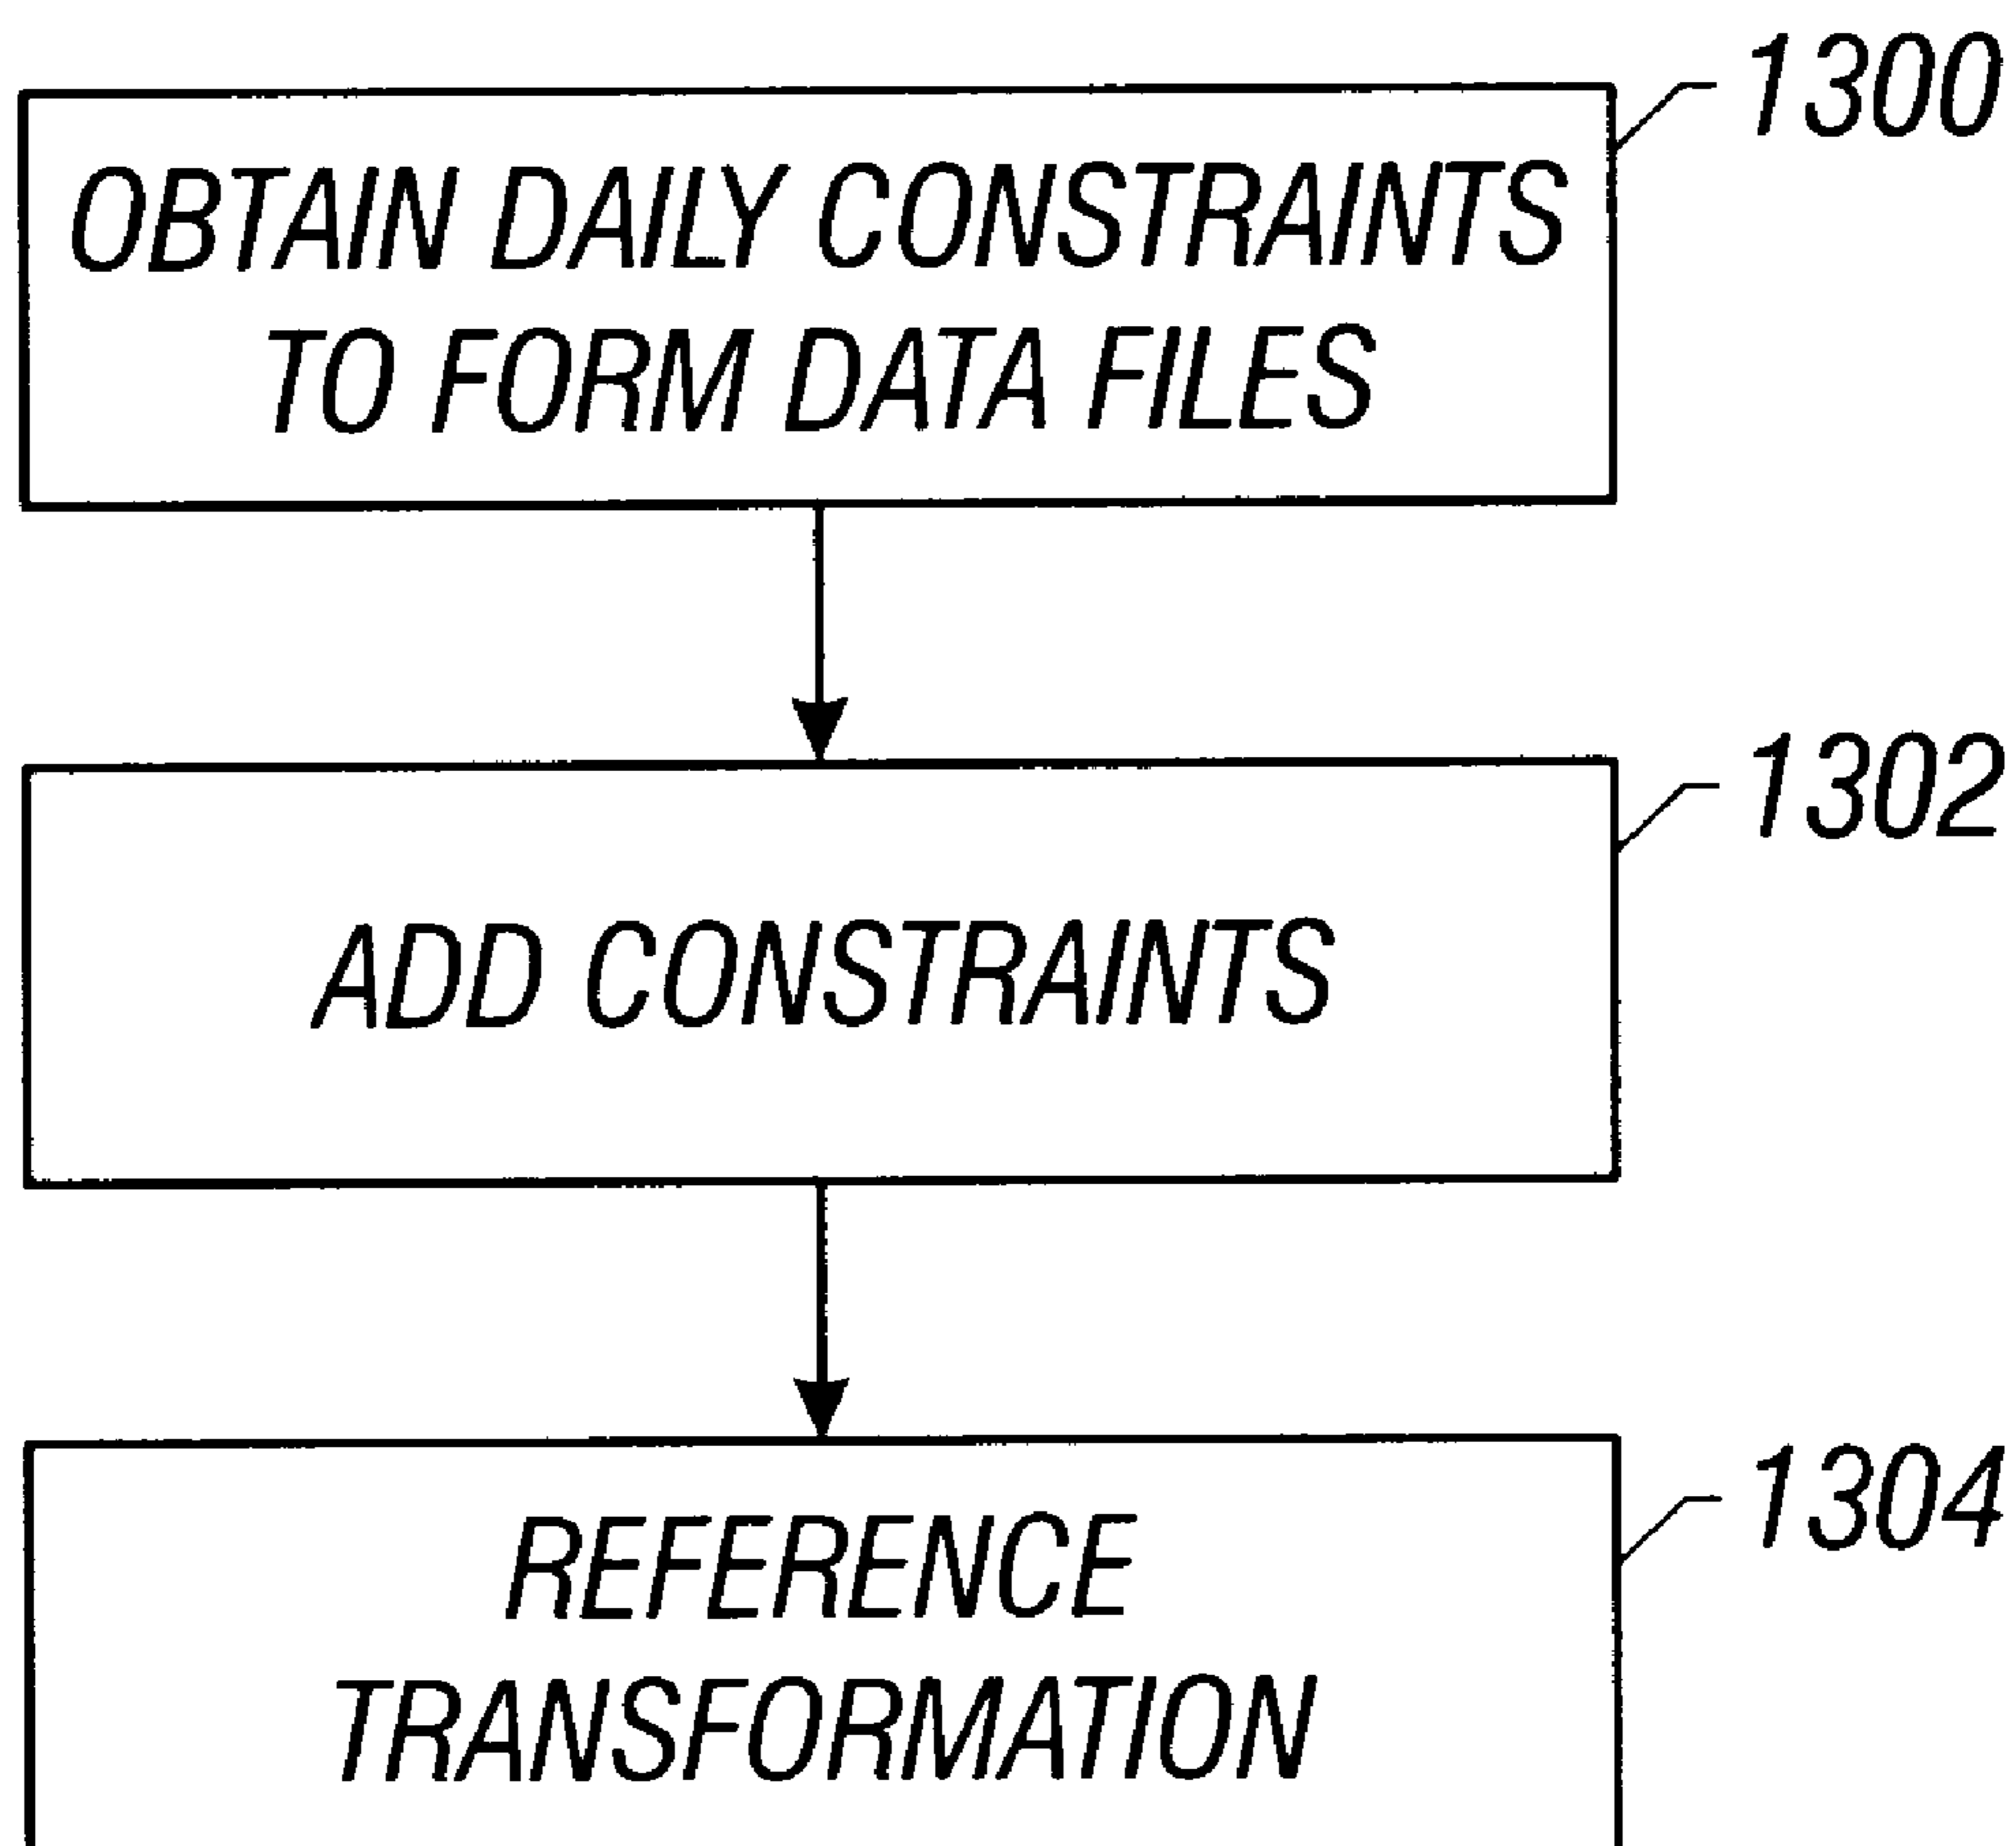 1300
OBTAIN DAILY CONSTRAINTS
TO FORM DATA FILES
1302
ADD CONSTRAINTS
1304
REFERENCE
TRANSFORMATION